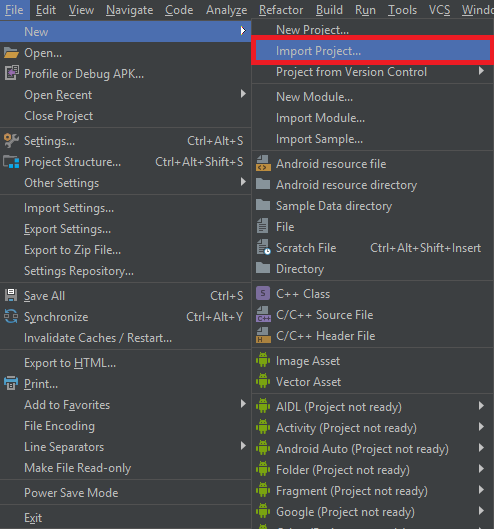 File Edit View Navigate Code Analyze Refactor Build Run Tools VCS
New
Open...
Profile or Debug APK...
Open Recent
Close Project
Settings... Ctrl+Alt+S
Project Structure... Ctrl+Alt+Shift+S
Other Settings
Import Settings...
Export Settings...
Export to Zip File...
Settings Repository...
Save All Ctrl+S
Synchronize Ctrl+Alt+Y
Invalidate Caches / Restart...
Export to HTML...
Print...
Add to Favorites
File Encoding
Line Separators
Make File Read-only
Power Save Mode
Exit
New Project...
Import Project...
Project from Version Control
New Module...
Import Module...
Import Sample...
Android resource file
Android resource directory
Sample Data directory
File
Scratch File Ctrl+Alt+Shift+Insert
Directory
S C++ Class
C++ C/C++ Source File
C/C++ Header File
Image Asset
Vector Asset
AIDL (Project not ready)
Activity (Project not ready)
Android Auto (Project not ready)
Folder (Project not ready)
Fragment (Project not ready)
Google (Project not ready)